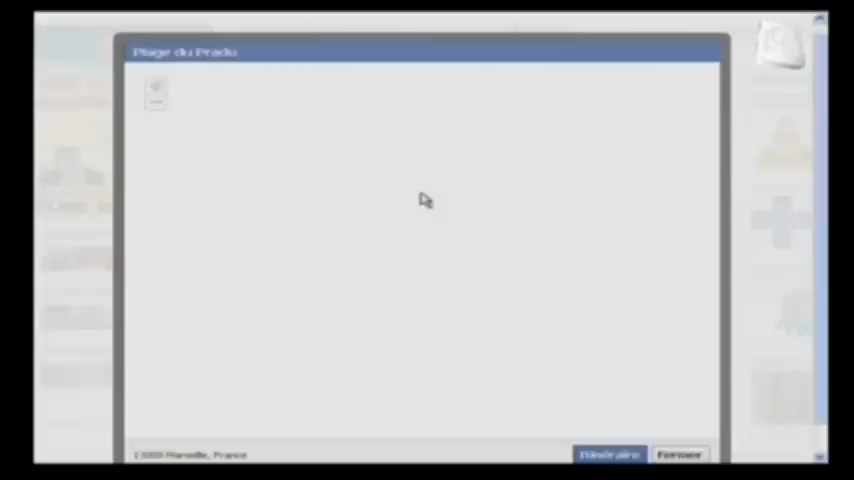 Plage du Prado
13008 Marseille, France
Itinéraire
Fermer